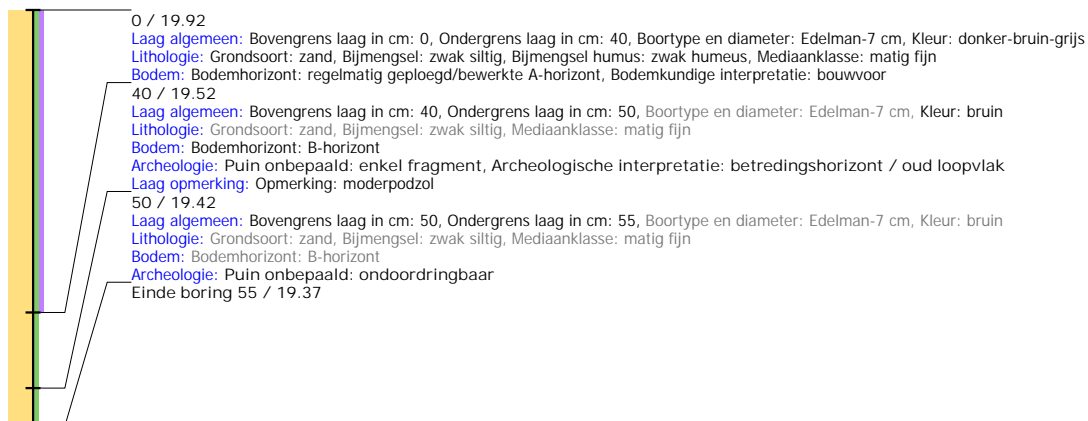 0 / 19.92
Laag algemeen: Bovengrens laag in cm: 0, Ondergrens laag in cm: 40, Boortype en diameter: Edelman-7 cm, Kleur: donker-bruin-grijs
Lithologie: Grondsoort: zand, Bijmengsel: zwak siltig, Bijmengsel humus: zwak humeus, Mediaanklasse: matig fijn
Bodem: Bodemhorizont: regelmatig geploegd/bewerkte A-horizont, Bodemkundige interpretatie: bouwvoor
40 / 19.52
Laag algemeen: Bovengrens laag in cm: 40, Ondergrens laag in cm: 50, Boortype en diameter: Edelman-7 cm, Kleur: bruin
Lithologie: Grondsoort: zand, Bijmengsel: zwak siltig, Mediaanklasse: matig fijn
Bodem: Bodemhorizont: B-horizont
Archeologie: Puin onbepaald: enkel fragment, Archeologische interpretatie: betredingshorizont / oud loopvlak
Laag opmerking: Opmerking: moderpodzol
50 / 19.42
Laag algemeen: Bovengrens laag in cm: 50, Ondergrens laag in cm: 55, Boortype en diameter: Edelman-7 cm, Kleur: bruin
Lithologie: Grondsoort: zand, Bijmengsel: zwak siltig, Mediaanklasse: matig fijn
Bodem: Bodemhorizont: B-horizont
Archeologie: Puin onbepaald: ondoordringbaar
Einde boring 55 / 19.37